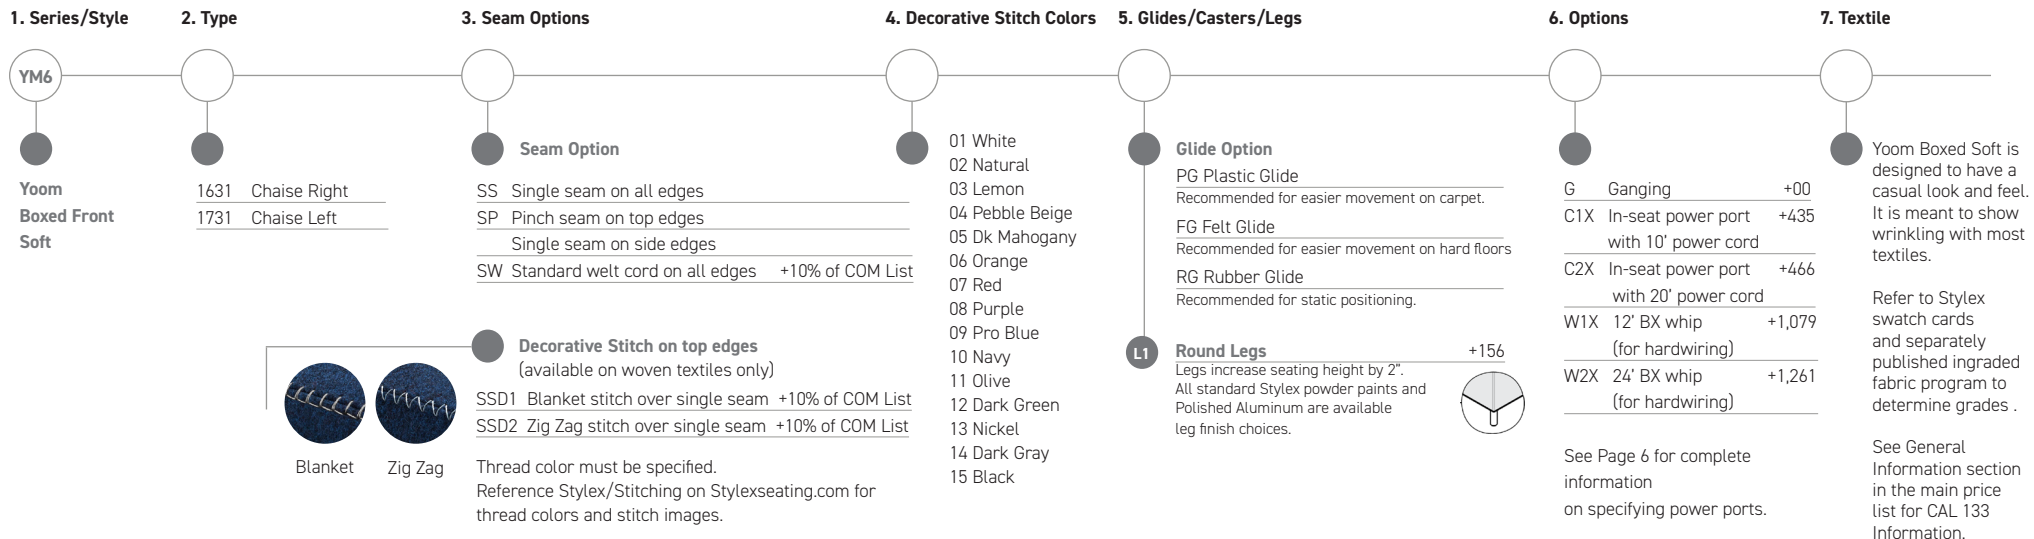 1. Series/Style
YM6
Yoom
Boxed Front
Soft
2. Type
1631 Chaise Right
1731 Chaise Left
3. Seam Options
Seam Option
SS Single seam on all edges
SP Pinch seam on top edges
Single seam on side edges
SW Standard welt cord on all edges +10% of COM List
Decorative Stitch on top edges
(available on woven textiles only)
SSD1 Blanket stitch over single seam +10% of COM List
SSD2 Zig Zag stitch over single seam +10% of COM List
Blanket Zig Zag
Thread color must be specified.
Reference Stylex/Stitching on Stylexseating.com for
thread colors and stitch images.
4. Decorative Stitch Colors
01 White
02 Natural
03 Lemon
04 Pebble Beige
05 Dk Mahogany
06 Orange
07 Red
08 Purple
09 Pro Blue
10 Navy
11 Olive
12 Dark Green
13 Nickel
14 Dark Gray
15 Black
5. Glides/Casters/Legs
Glide Option
PG Plastic Glide
Recommended for easier movement on carpet.
FG Felt Glide
Recommended for easier movement on hard floors
RG Rubber Glide
Recommended for static positioning.
L1 Round Legs +156
Legs increase seating height by 2".
All standard Stylex powder paints and
Polished Aluminum are available
leg finish choices.
6. Options
G Ganging +00
C1X In-seat power port +435
with 10' power cord
C2X In-seat power port +466
with 20' power cord
W1X 12' BX whip +1,079
(for hardwiring)
W2X 24' BX whip +1,261
(for hardwiring)
See Page 6 for complete
information
on specifying power ports.
7. Textile
Yoom Boxed Soft is
designed to have a
casual look and feel.
It is meant to show
wrinkling with most
textiles.
Refer to Stylex
swatch cards
and separately
published ingraded
fabric program to
determine grades .
See General
Information section
in the main price
list for CAL 133
Information.